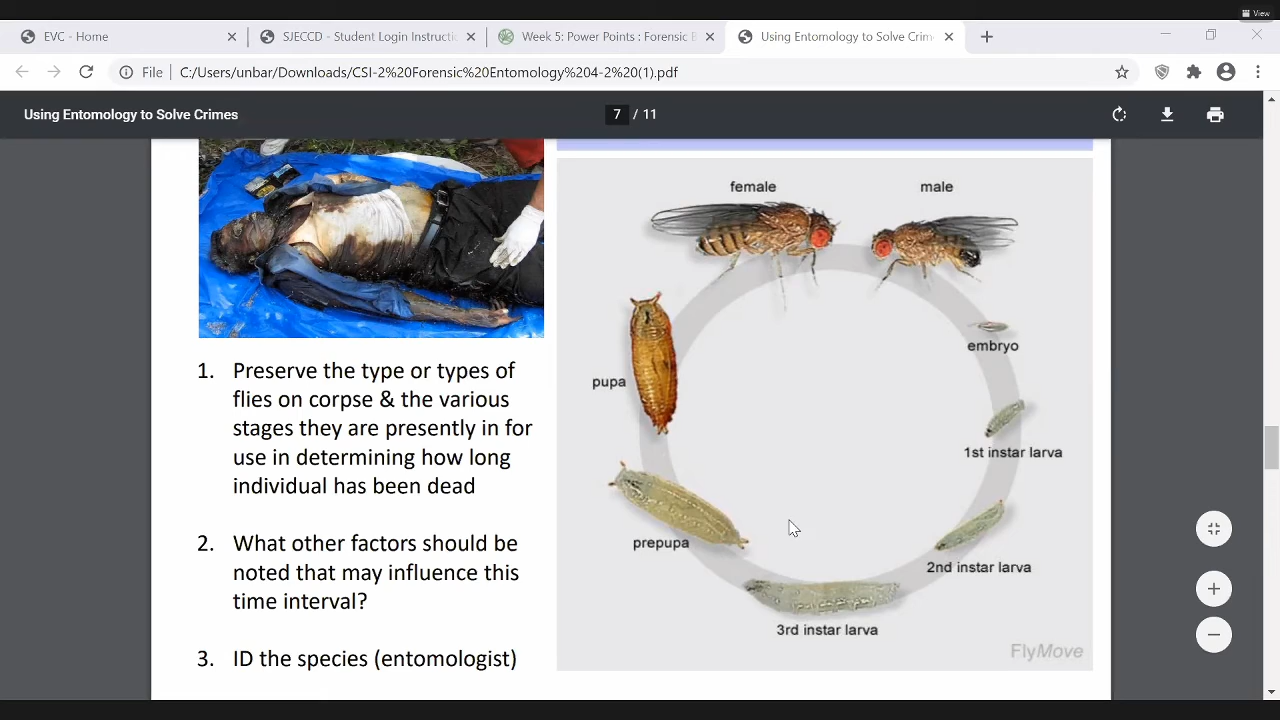 View
EVC - Home
SJECCD - Student Login Instructi
Week 5: Power Points : Forensic
Using Entomology to Solve Crim
File
C:/Users/unbar/Downloads/CSI-2%20Forensic%20Entomology%204-2%20(1).pdf
Using Entomology to Solve Crimes
7 / 11
1. Preserve the type or types of
flies on corpse & the various
stages they are presently in for
use in determining how long
individual has been dead
2. What other factors should be
noted that may influence this
time interval?
3. ID the species (entomologist)
female
male
embryo
1st instar larva
2nd instar larva
3rd instar larva
prepupa
pupa
FlyMove